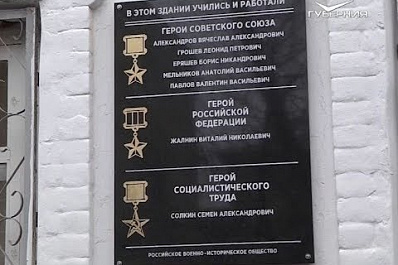 ГУБЕРНИЯ
В ЭТОМ ЗДАНИИ УЧИЛИСЬ И РАБОТАЛИ
ГЕРОИ СОВЕТСКОГО СОЮЗА
АЛЕКСАНДРОВ ВЯЧЕСЛАВ АЛЕКСАНДРОВИЧ
ГРОШЕВ ЛЕОНИД ПЕТРОВИЧ
ЕРЯШЕВ БОРИС НИКАНДРОВИЧ
МЕЛЬНИКОВ АНАТОЛИЙ ВАСИЛЬЕВИЧ
ПАВЛОВ ВАЛЕНТИН ВАСИЛЬЕВИЧ
ГЕРОЙ
РОССИЙСКОЙ
ФЕДЕРАЦИИ
ЖАЛНИН ВИТАЛИЙ НИКОЛАЕВИЧ
ГЕРОЙ
СОЦИАЛИСТИЧЕСКОГО
ТРУДА
СОЛКИН СЕМЕН АЛЕКСАНДРОВИЧ
РОССИЙСКОЕ ВОЕННО-ИСТОРИЧЕСКОЕ ОБЩЕСТВО